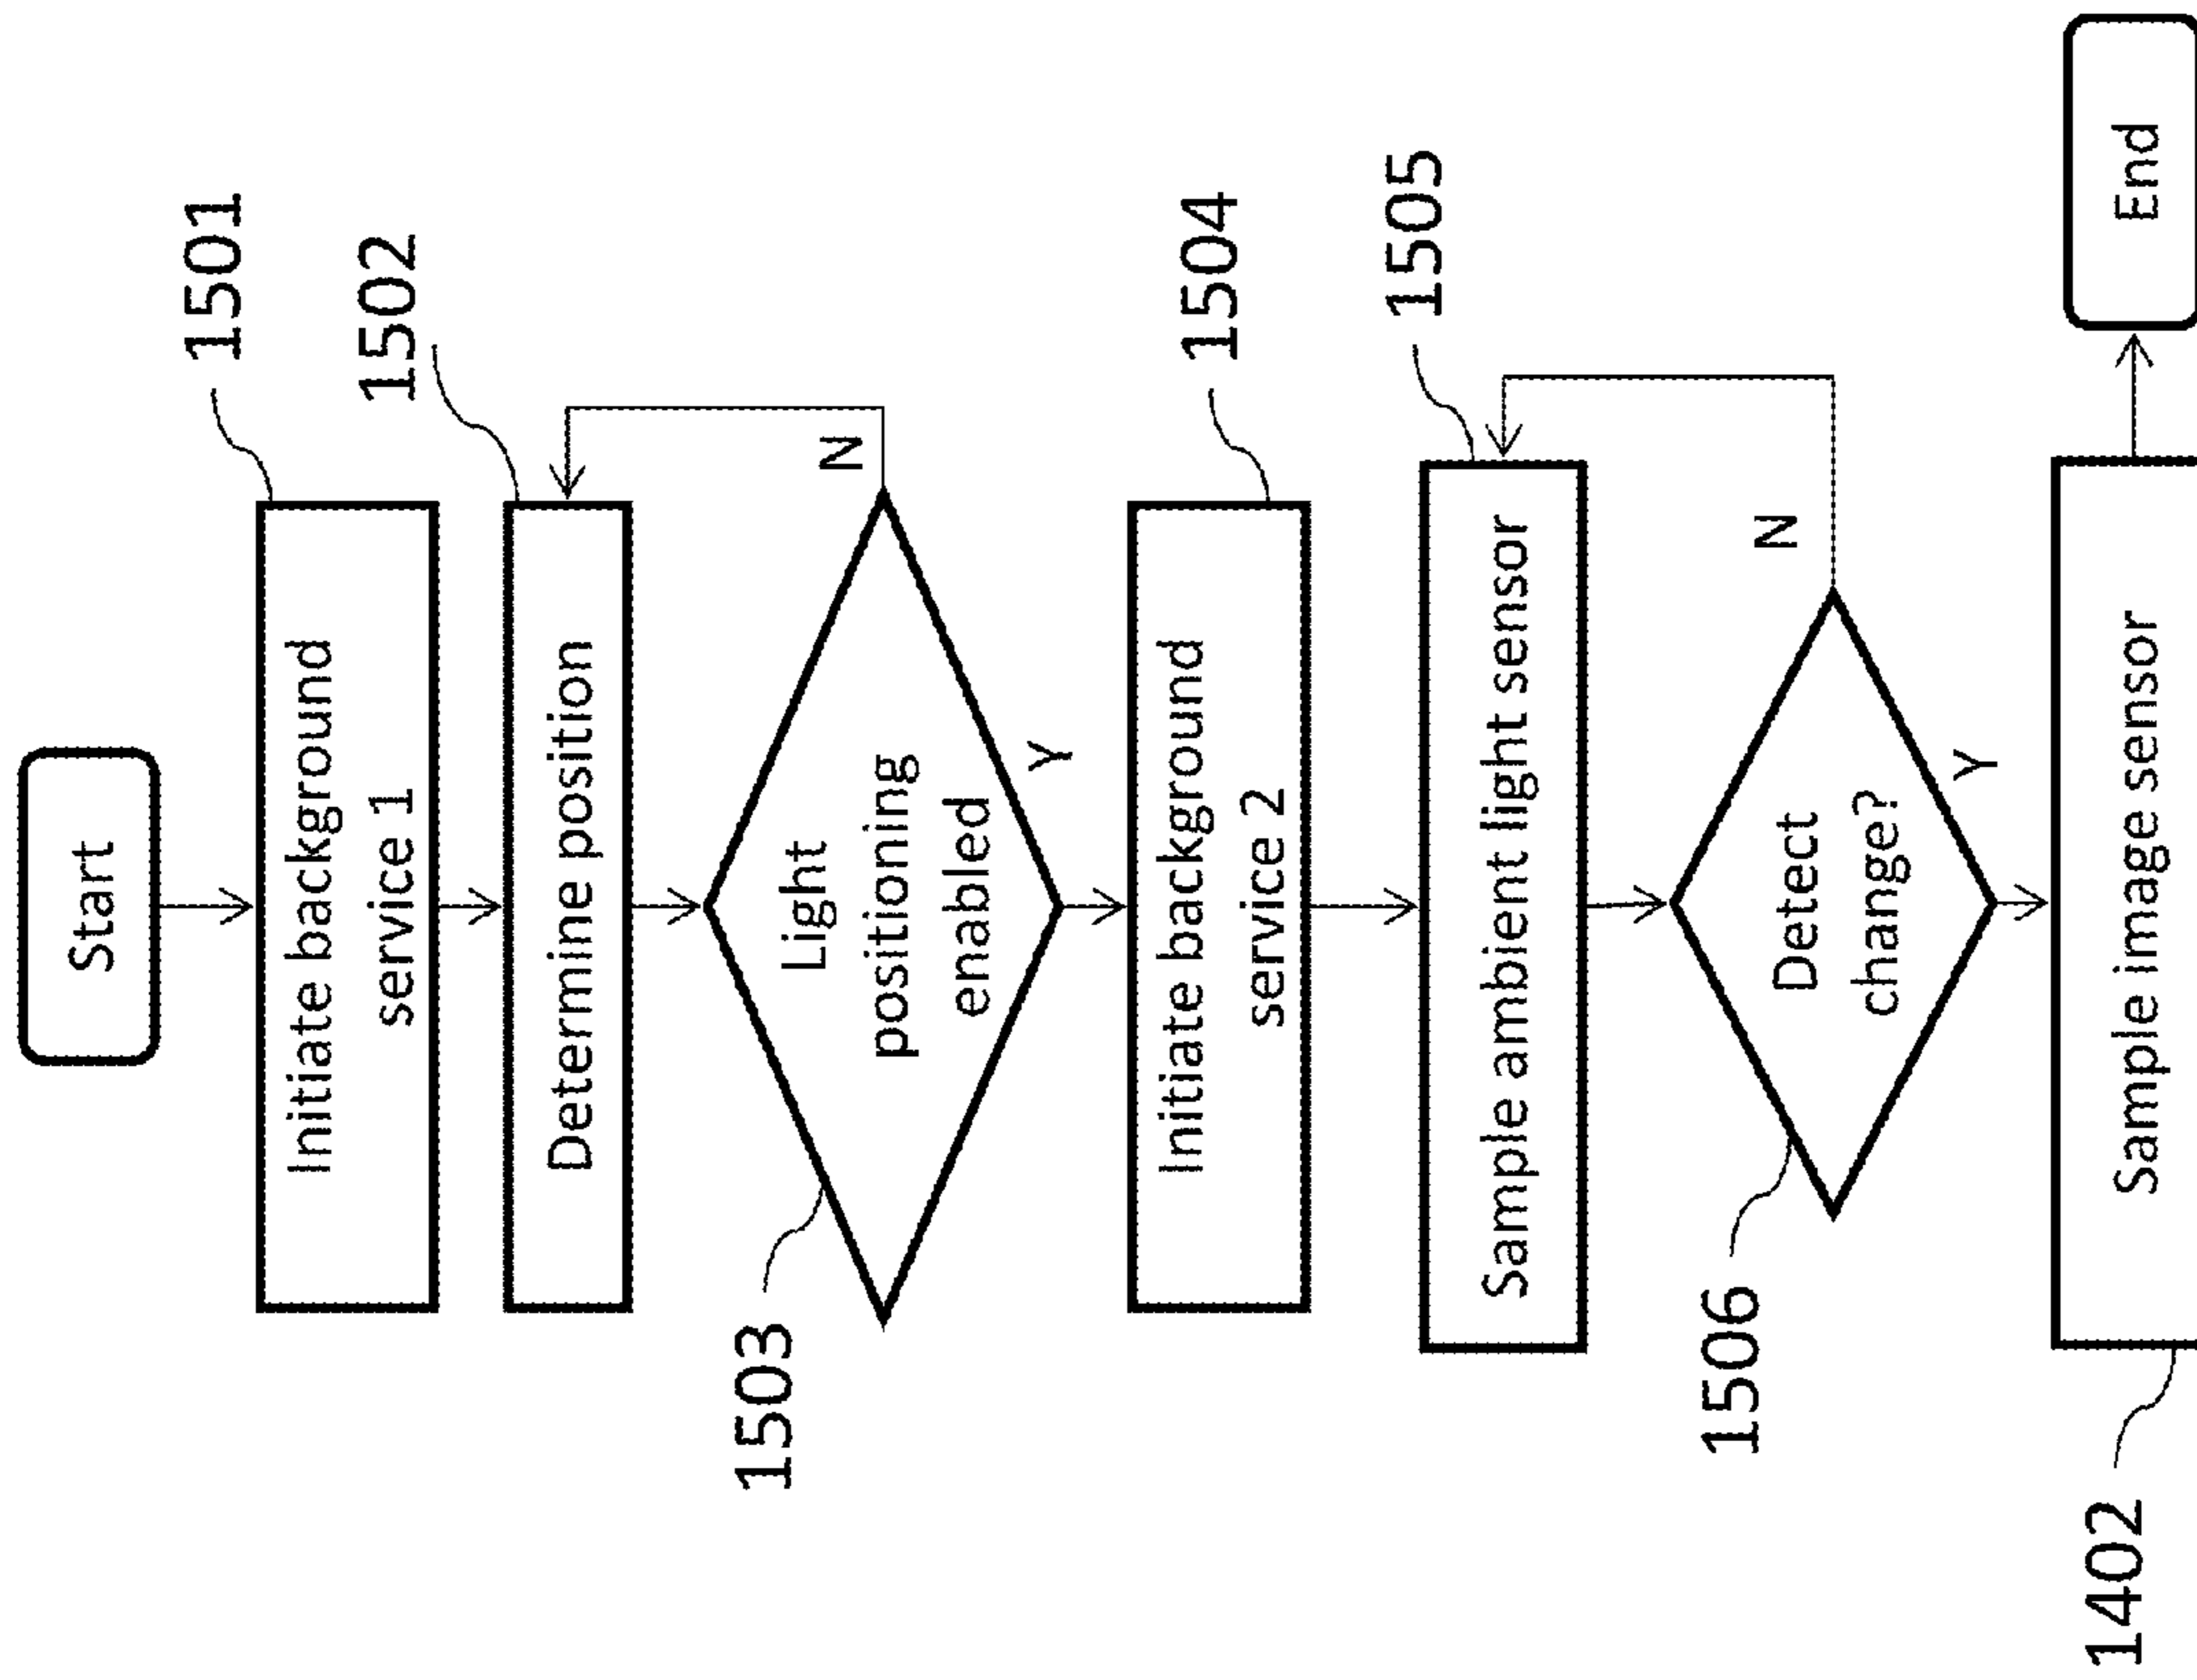 Start
1501
Initiate background
service 1
1502
Determine position
1503
Light
positioning
enabled
N
Y
1504
Initiate background
service 2
1505
Sample ambient light sensor
1506
Detect
change?
N
Y
1402
Sample image sensor
End